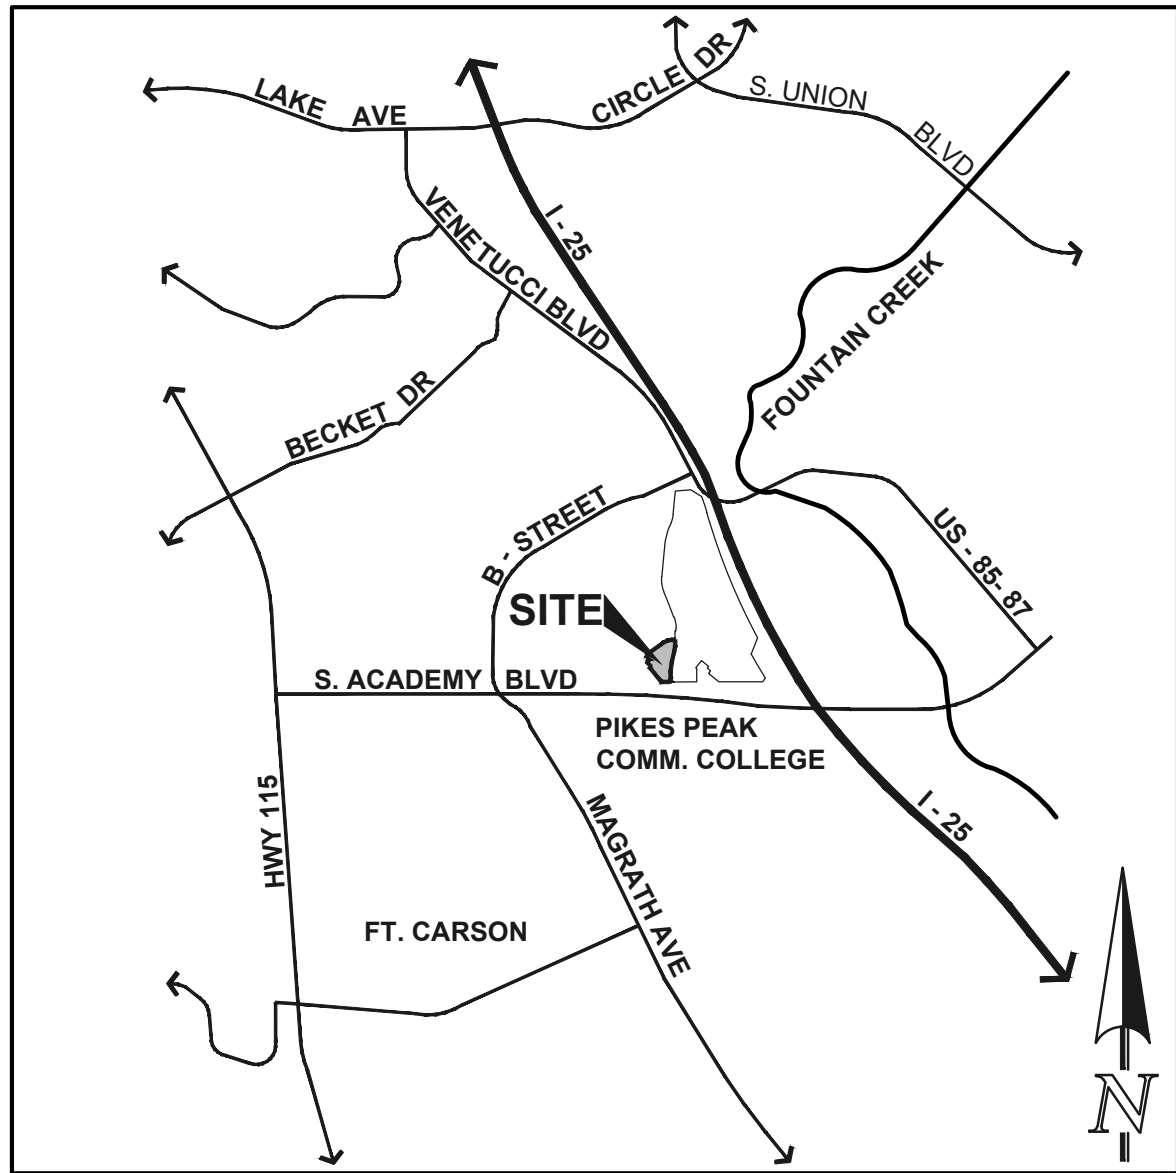 LAKE AVE
CIRCLE DR
S. UNION BLVD
I - 25
VENETUCCI BLVD
FOUNTAIN CREEK
BECKET DR
B - STREET
US - 85- 87
SITE
S. ACADEMY BLVD
PIKES PEAK
COMM. COLLEGE
HWY 115
MAGRATH AVE
I - 25
FT. CARSON
N